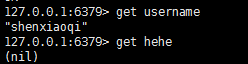 127.0.0.1:6379> get username
"shenxiaoqi"
127.0.0.1:6379> get hehe
(nil)